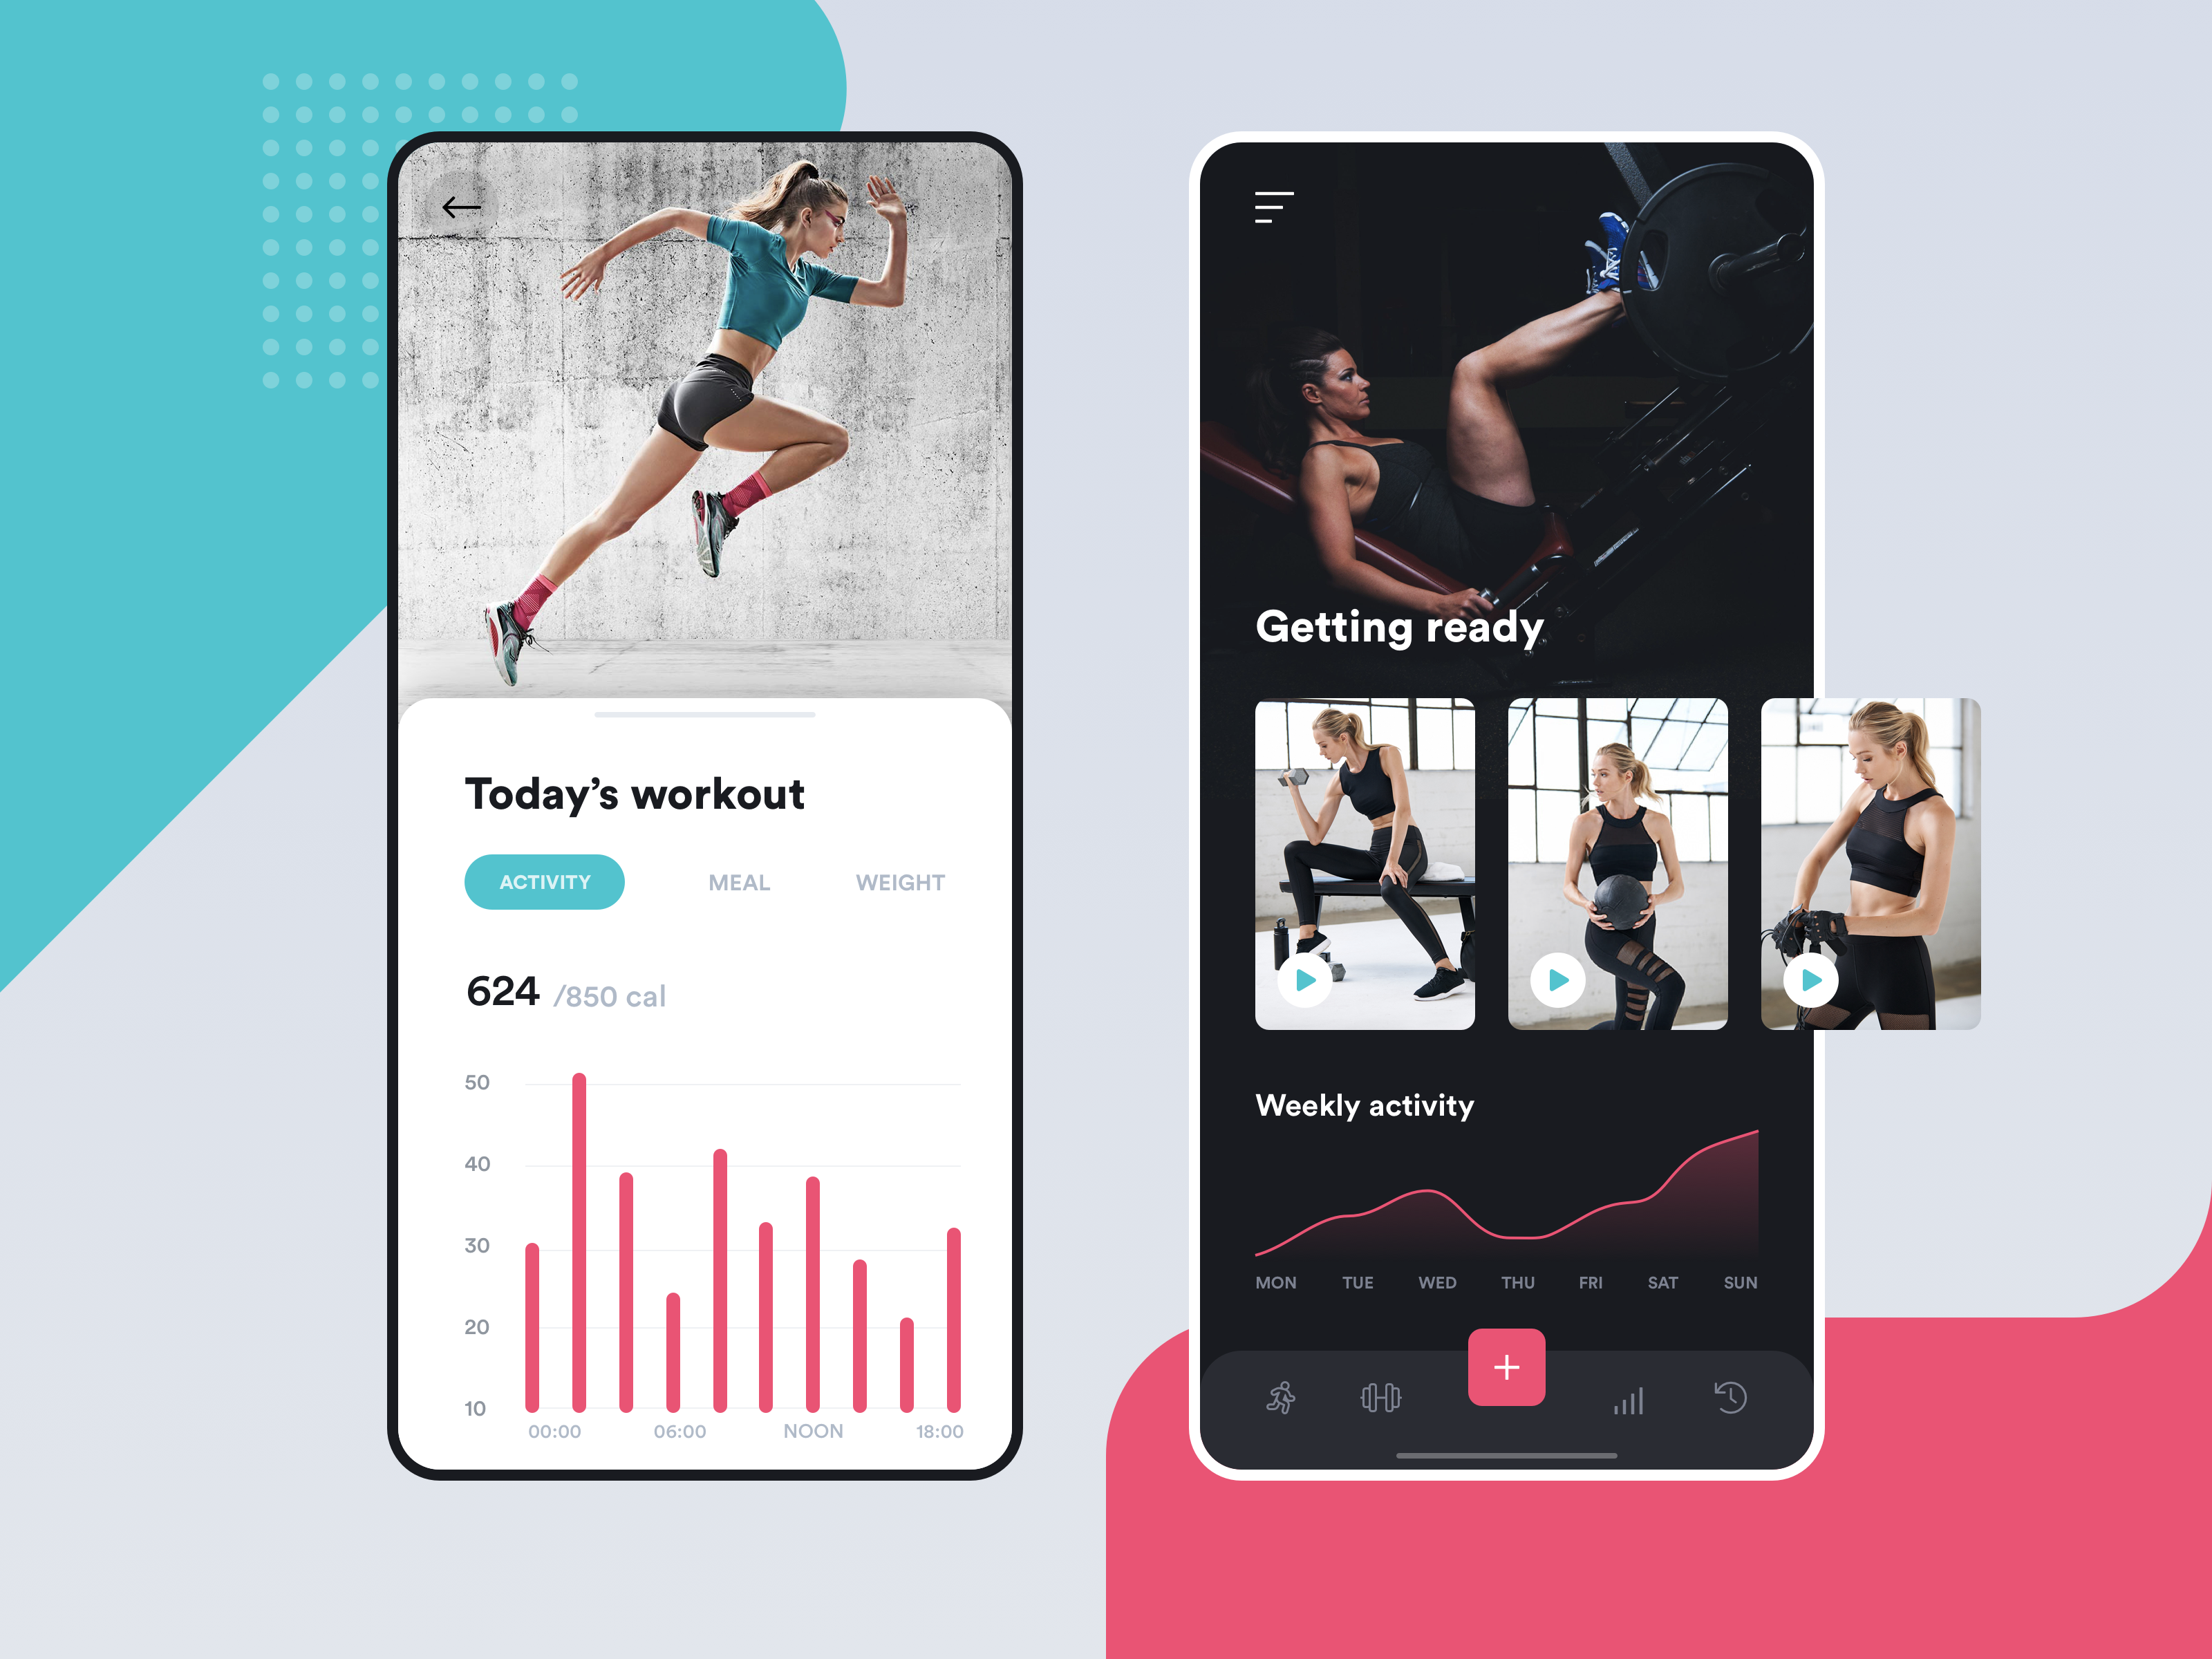 Today’s workout
ACTIVITY MEAL WEIGHT
624 /850 cal
50
40
30
20
10
00:00 06:00 NOON 18:00
Getting ready
Weekly activity
MON TUE WED THU FRI SAT SUN